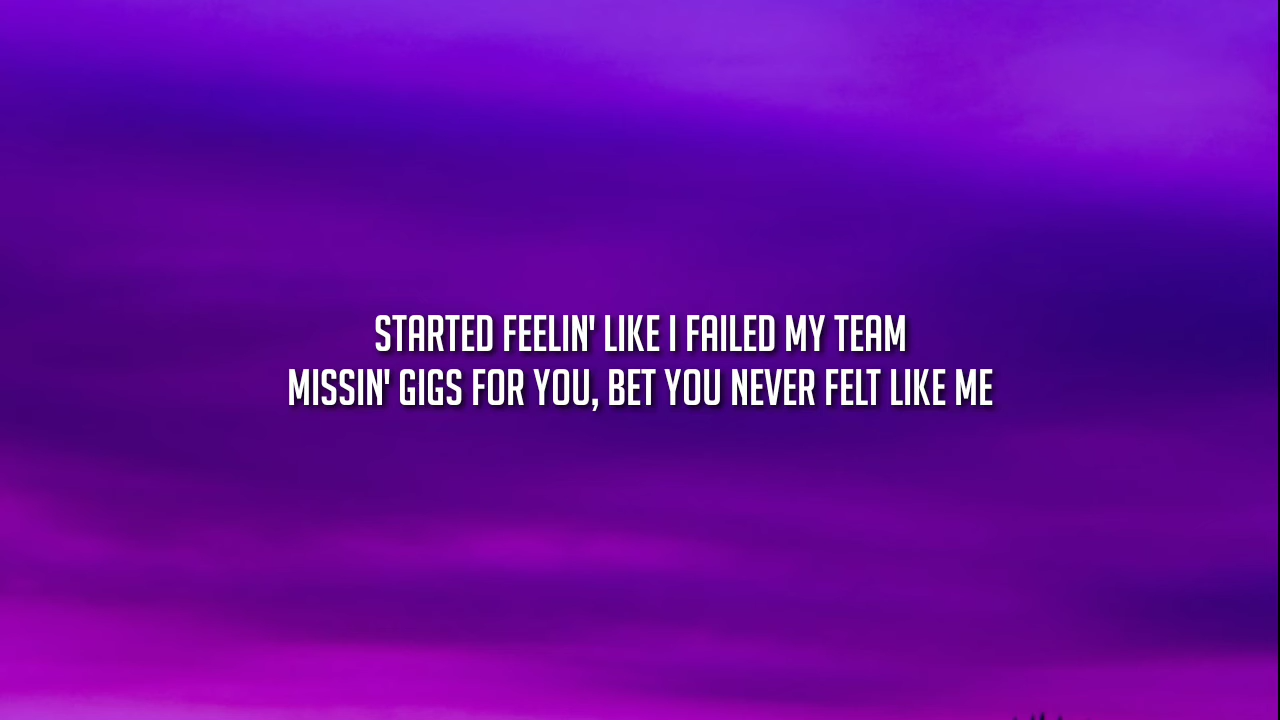 STARTED FEELIN' LIKE I FAILED MY TEAM
MISSIN' GIGS FOR YOU, BET YOU NEVER FELT LIKE ME